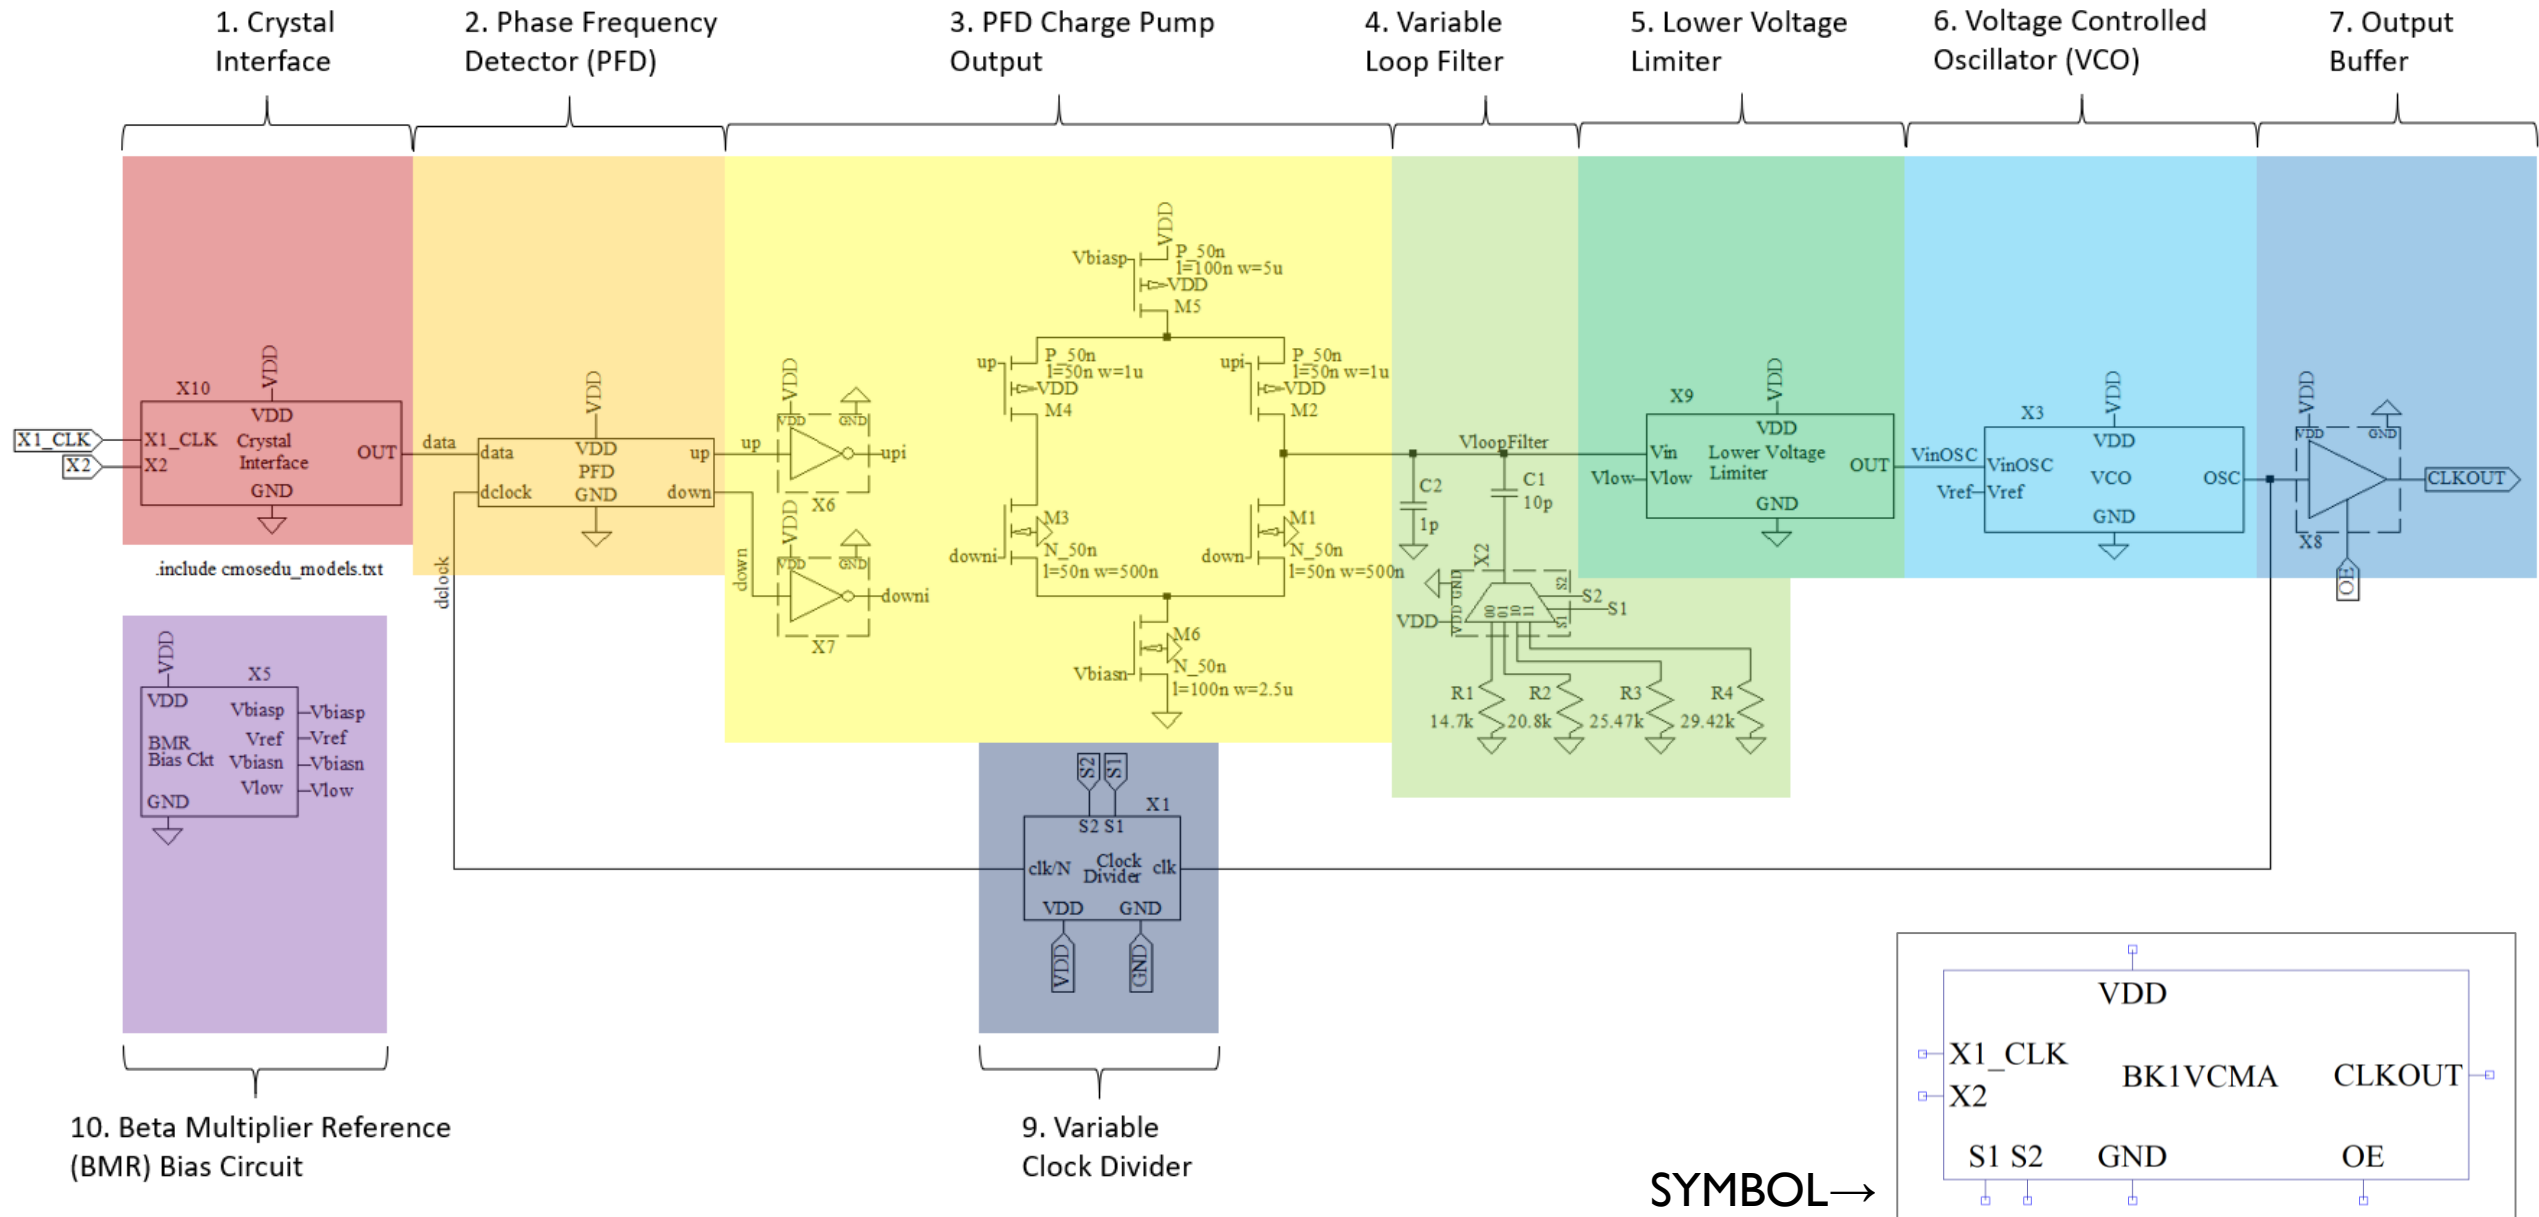 1. Crystal
Interface
2. Phase Frequency
Detector (PFD)
3. PFD Charge Pump
Output
4. Variable
Loop Filter
5. Lower Voltage
Limiter
6. Voltage Controlled
Oscillator (VCO)
7. Output
Buffer
X1_CLK
X2
X10
VDD
VDD
X1_CLK
X2
Crystal
Interface
OUT
GND
.include cmosedu_models.txt
data
dclock
VDD
data
dclock
VDD
PFD
GND
up
down
up
down
VDD
VDD
GND
upi
X6
VDD
VDD
GND
downi
X7
VDD
Vbiasp
P_50n
l=100n w=5u
VDD
M5
up
P_50n
l=50n w=1u
VDD
M4
upi
P_50n
l=50n w=1u
VDD
M2
M3
downi
N_50n
l=50n w=500n
M1
down
N_50n
l=50n w=500n
M6
Vbiasn
N_50n
l=100n w=2.5u
VloopFilter
C2
1p
C1
10p
X2
GND
VDD
VDD
00
01
10
11
S2
S1
S2
S1
R1
14.7k
R2
20.8k
R3
25.47k
R4
29.42k
X9
VDD
VDD
Vin
Vlow
Vlow
Lower Voltage
Limiter
OUT
GND
VinOSC
Vref
X3
VDD
VDD
VinOSC
Vref
VCO
OSC
GND
VDD
VDD
GND
X8
OE
CLKOUT
VDD
X5
VDD
BMR
Bias Ckt
GND
Vbiasp
Vref
Vbiasn
Vlow
Vbiasp
Vref
Vbiasn
Vlow
S2
S1
X1
S2 S1
clk/N
Clock
Divider
clk
VDD
GND
VDD
GND
10. Beta Multiplier Reference
(BMR) Bias Circuit
9. Variable
Clock Divider
SYMBOL→
VDD
X1_CLK
X2
BK1VCMA
CLKOUT
S1 S2
GND
OE